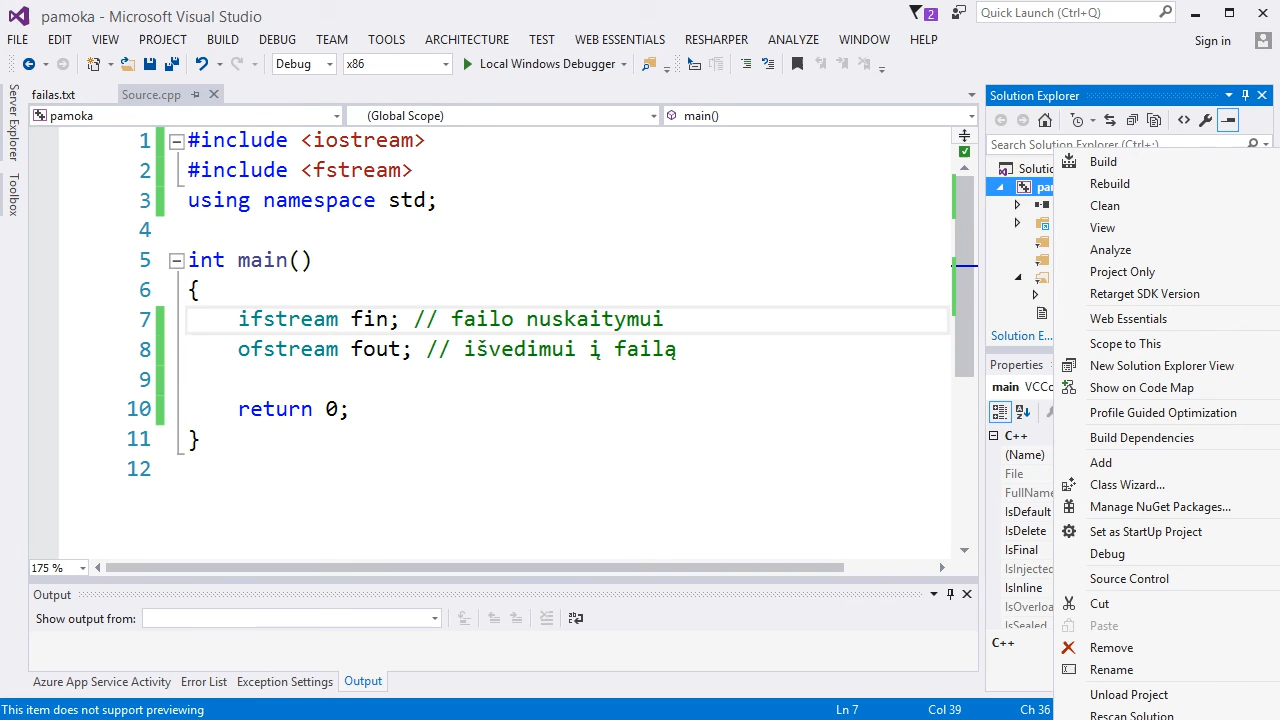 pamoka - Microsoft Visual Studio
2
Quick Launch (Ctrl+Q)
FILE EDIT VIEW PROJECT BUILD DEBUG TEAM TOOLS ARCHITECTURE TEST WEB ESSENTIALS RESHARPER ANALYZE WINDOW HELP
Sign in
Debug x86 Local Windows Debugger
Server Explorer
Toolbox
failas.txt Source.cpp
pamoka (Global Scope) main()
1 #include <iostream>
2 #include <fstream>
3 using namespace std;
4
5 int main()
6 {
7 ifstream fin; // failo nuskaitymui
8 ofstream fout; // išvedimui į failą
9
10 return 0;
11 }
12
175 %
Output
Show output from:
Azure App Service Activity Error List Exception Settings Output
This item does not support previewing Ln 7 Col 39 Ch 36
Solution Explorer
Search Solution Explorer (Ctrl+;)
Solutio
pam
Solution E...
Properties
main VCCo
C++
(Name)
File
FullName
IsDefault
IsDelete
IsFinal
IsInjected
IsInline
IsOverloa
IsSealed
C++
Build
Rebuild
Clean
View
Analyze
Project Only
Retarget SDK Version
Web Essentials
Scope to This
New Solution Explorer View
Show on Code Map
Profile Guided Optimization
Build Dependencies
Add
Class Wizard...
Manage NuGet Packages...
Set as StartUp Project
Debug
Source Control
Cut
Paste
Remove
Rename
Unload Project
Rescan Solution